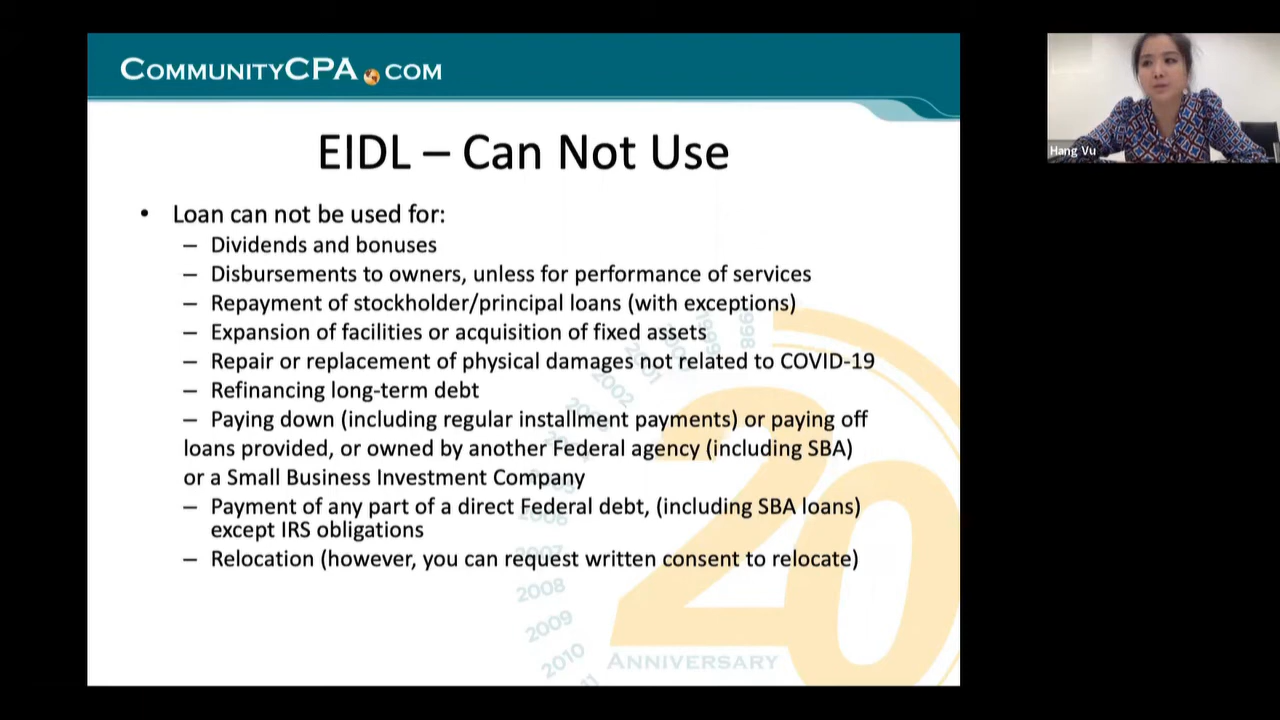 COMMUNITYCPA.COM
EIDL – Can Not Use
• Loan can not be used for:
– Dividends and bonuses
– Disbursements to owners, unless for performance of services
– Repayment of stockholder/principal loans (with exceptions)
– Expansion of facilities or acquisition of fixed assets
– Repair or replacement of physical damages not related to COVID-19
– Refinancing long-term debt
– Paying down (including regular installment payments) or paying off
loans provided, or owned by another Federal agency (including SBA)
or a Small Business Investment Company
– Payment of any part of a direct Federal debt, (including SBA loans)
except IRS obligations
– Relocation (however, you can request written consent to relocate)
1998
1999
2001
2002
2006
2007
2008
2009
2010
20
ANNIVERSARY
Hang Vu